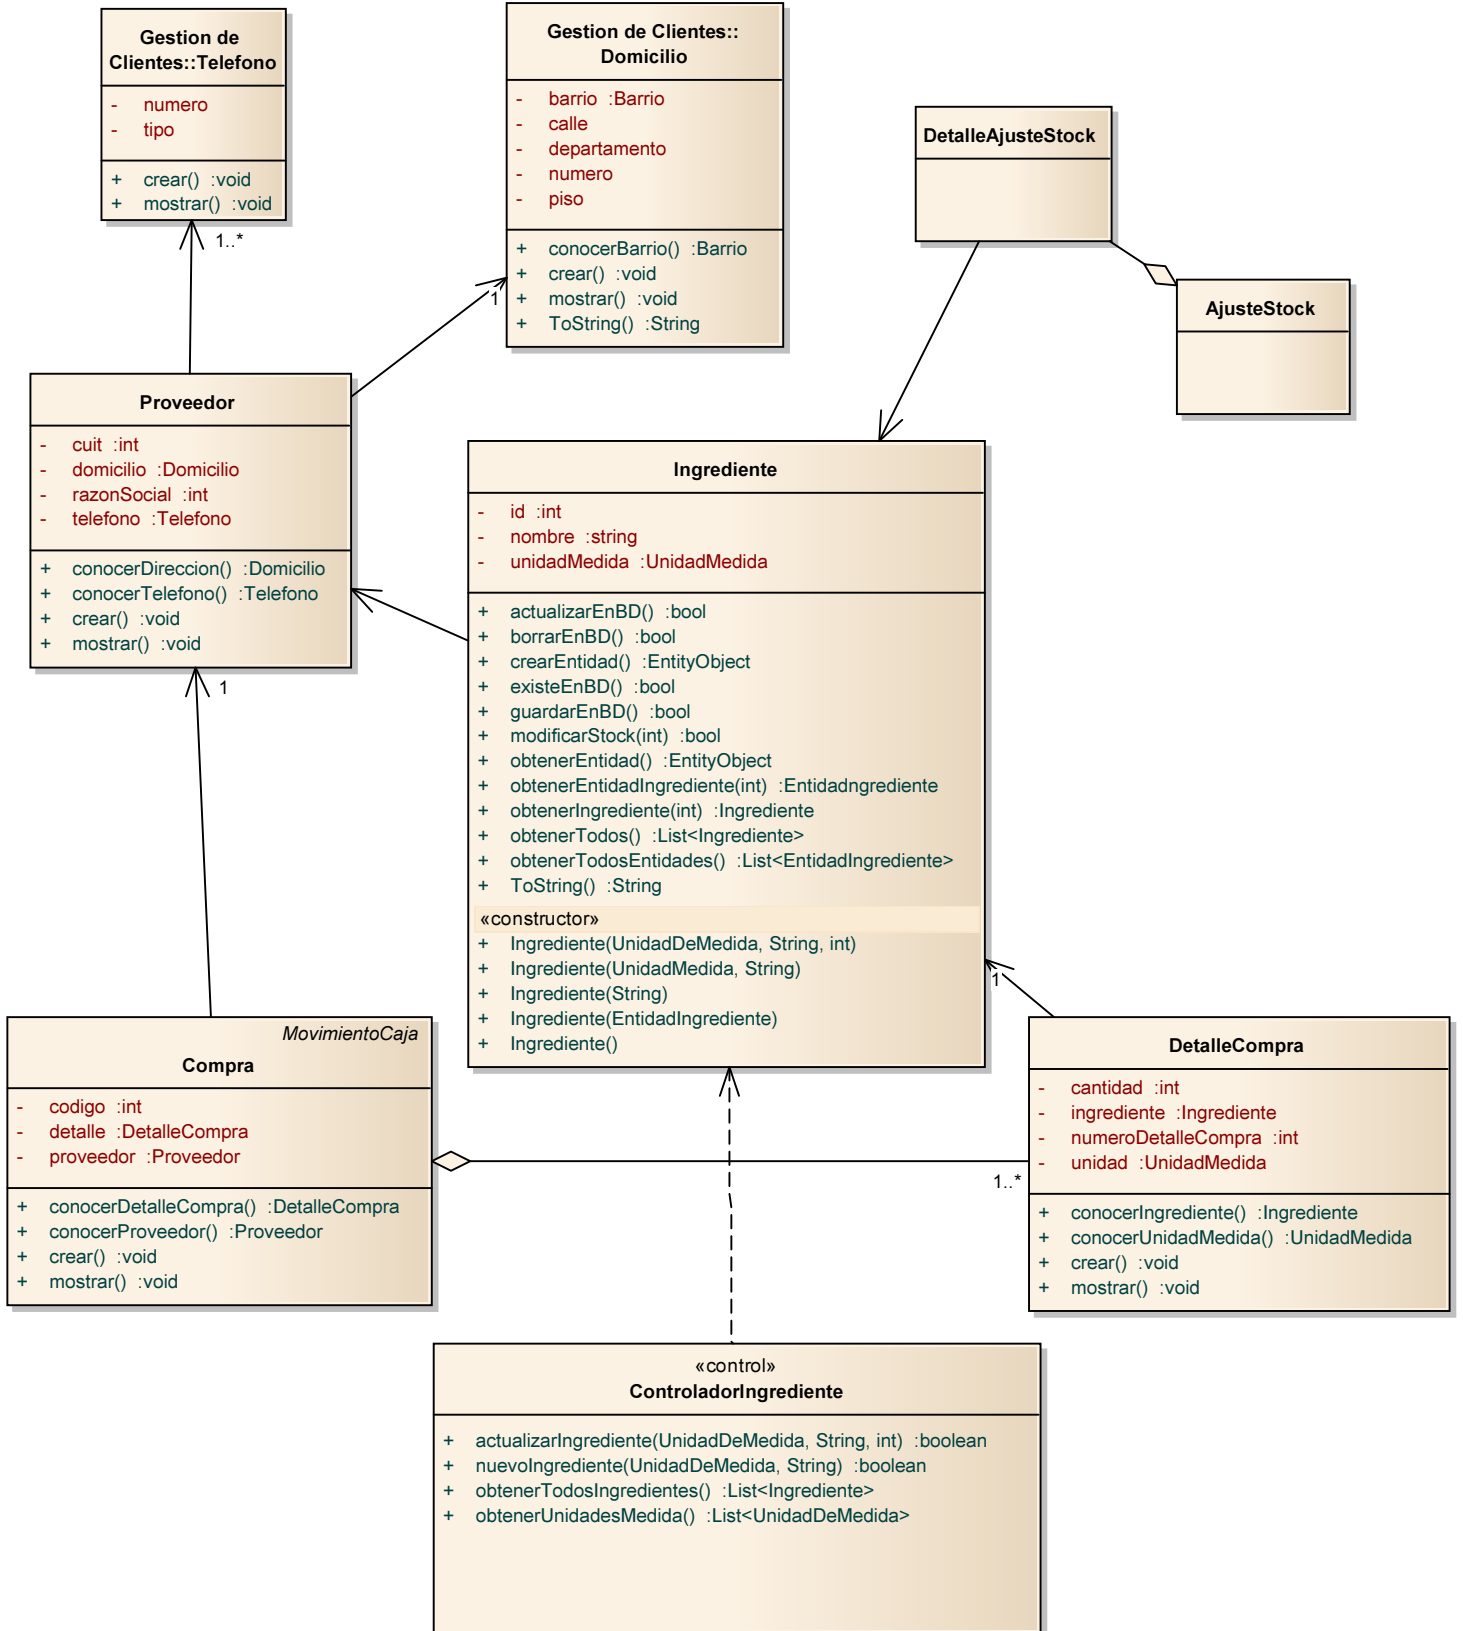 Gestion de
Clientes::Telefono
- numero
- tipo
+ crear() :void
+ mostrar() :void
1..*
Gestion de Clientes::
Domicilio
- barrio :Barrio
- calle
- departamento
- numero
- piso
+ conocerBarrio() :Barrio
+ crear() :void
+ mostrar() :void
+ ToString() :String
1
DetalleAjusteStock
AjusteStock
Proveedor
- cuit :int
- domicilio :Domicilio
- razonSocial :int
- telefono :Telefono
+ conocerDireccion() :Domicilio
+ conocerTelefono() :Telefono
+ crear() :void
+ mostrar() :void
1
Ingrediente
- id :int
- nombre :string
- unidadMedida :UnidadMedida
+ actualizarEnBD() :bool
+ borrarEnBD() :bool
+ crearEntidad() :EntityObject
+ existeEnBD() :bool
+ guardarEnBD() :bool
+ modificarStock(int) :bool
+ obtenerEntidad() :EntityObject
+ obtenerEntidadIngrediente(int) :Entidadngrediente
+ obtenerIngrediente(int) :Ingrediente
+ obtenerTodos() :List<Ingrediente>
+ obtenerTodosEntidades() :List<EntidadIngrediente>
+ ToString() :String
«constructor»
+ Ingrediente(UnidadDeMedida, String, int)
+ Ingrediente(UnidadMedida, String)
+ Ingrediente(String)
+ Ingrediente(EntidadIngrediente)
+ Ingrediente()
1
MovimientoCaja
Compra
- codigo :int
- detalle :DetalleCompra
- proveedor :Proveedor
+ conocerDetalleCompra() :DetalleCompra
+ conocerProveedor() :Proveedor
+ crear() :void
+ mostrar() :void
1..*
DetalleCompra
- cantidad :int
- ingrediente :Ingrediente
- numeroDetalleCompra :int
- unidad :UnidadMedida
+ conocerIngrediente() :Ingrediente
+ conocerUnidadMedida() :UnidadMedida
+ crear() :void
+ mostrar() :void
«control»
ControladorIngrediente
+ actualizarIngrediente(UnidadDeMedida, String, int) :boolean
+ nuevoIngrediente(UnidadDeMedida, String) :boolean
+ obtenerTodosIngredientes() :List<Ingrediente>
+ obtenerUnidadesMedida() :List<UnidadDeMedida>